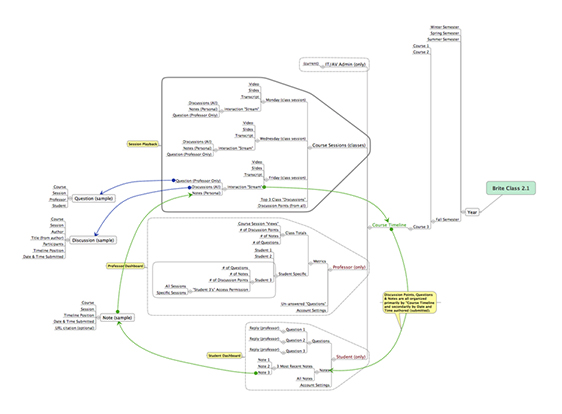 Winter Semester
Spring Semester
Summer Semester
Course 1
Course 2
(current)
IT/AV Admin (only)
Video
Slides
Transcript
Monday (class session)
Discussions (All)
Notes (Personal)
Interaction "Stream"
Question (Professor Only)
Video
Slides
Transcript
Wednesday (class session)
Discussions (All)
Notes (Personal)
Interaction "Stream"
Question (Professor Only)
Session Playback
Course Sessions (classes)
Video
Slides
Transcript
Friday (class session)
Question (Professor Only)
Discussions (All)
Interaction "Stream"
Notes (Personal)
Top 5 Class "Discussions"
Discussion Points (from all)
Brite Class 2.1
Course
Session
Professor
Student
Question (sample)
Year
Fall Semester
Course Timeline
Course 3
Course
Session
Author
Title (from author)
Participants
Timeline Position
Date & Time Submitted
Discussion (sample)
Course Session "Views"
# of Discussion Points
# of Notes
# of Questions
Class Totals
Student 1
Student 2
Metrics
Professor Dashboard
Professor (only)
# of Questions
# of Notes
# of Discussion Points
Student 3
Student Specific
All Sessions
Specific Sessions
"Student 3's" Access Permission
Un-answered "Questions"
Account Settings
Discussion Points, Questions
& Notes are all organized
primarily by "Course Timeline
and secondarily by Date and
Time authored (submitted)
Course
Session
Timeline Position
Date & Time Submitted
URL citation (optional)
Note (sample)
Reply (professor)
Question 1
Reply (professor)
Question 2
Questions
Reply (professor)
Question 3
Student Dashboard
Student (only)
Note 1
Note 2
Note 3
3 Most Recent Notes
Notes
All Notes
Account Settings